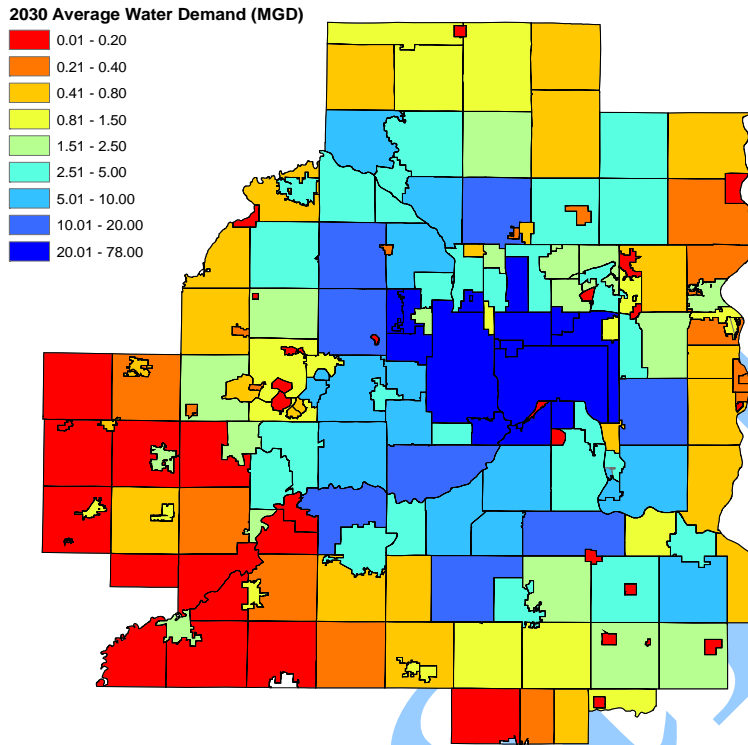 2030 Average Water Demand (MGD)
0.01 - 0.20
0.21 - 0.40
0.41 - 0.80
0.81 - 1.50
1.51 - 2.50
2.51 - 5.00
5.01 - 10.00
10.01 - 20.00
20.01 - 78.00